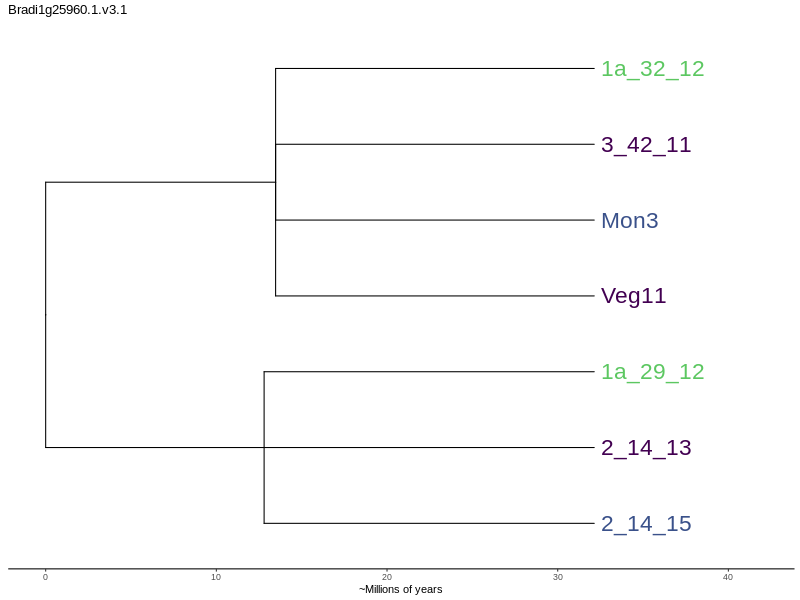 Bradi1g25960.1.v3.1
1a_32_12
3_42_11
Mon3
Veg11
1a_29_12
2_14_13
2_14_15
0 10 20 30 40
~Millions of years